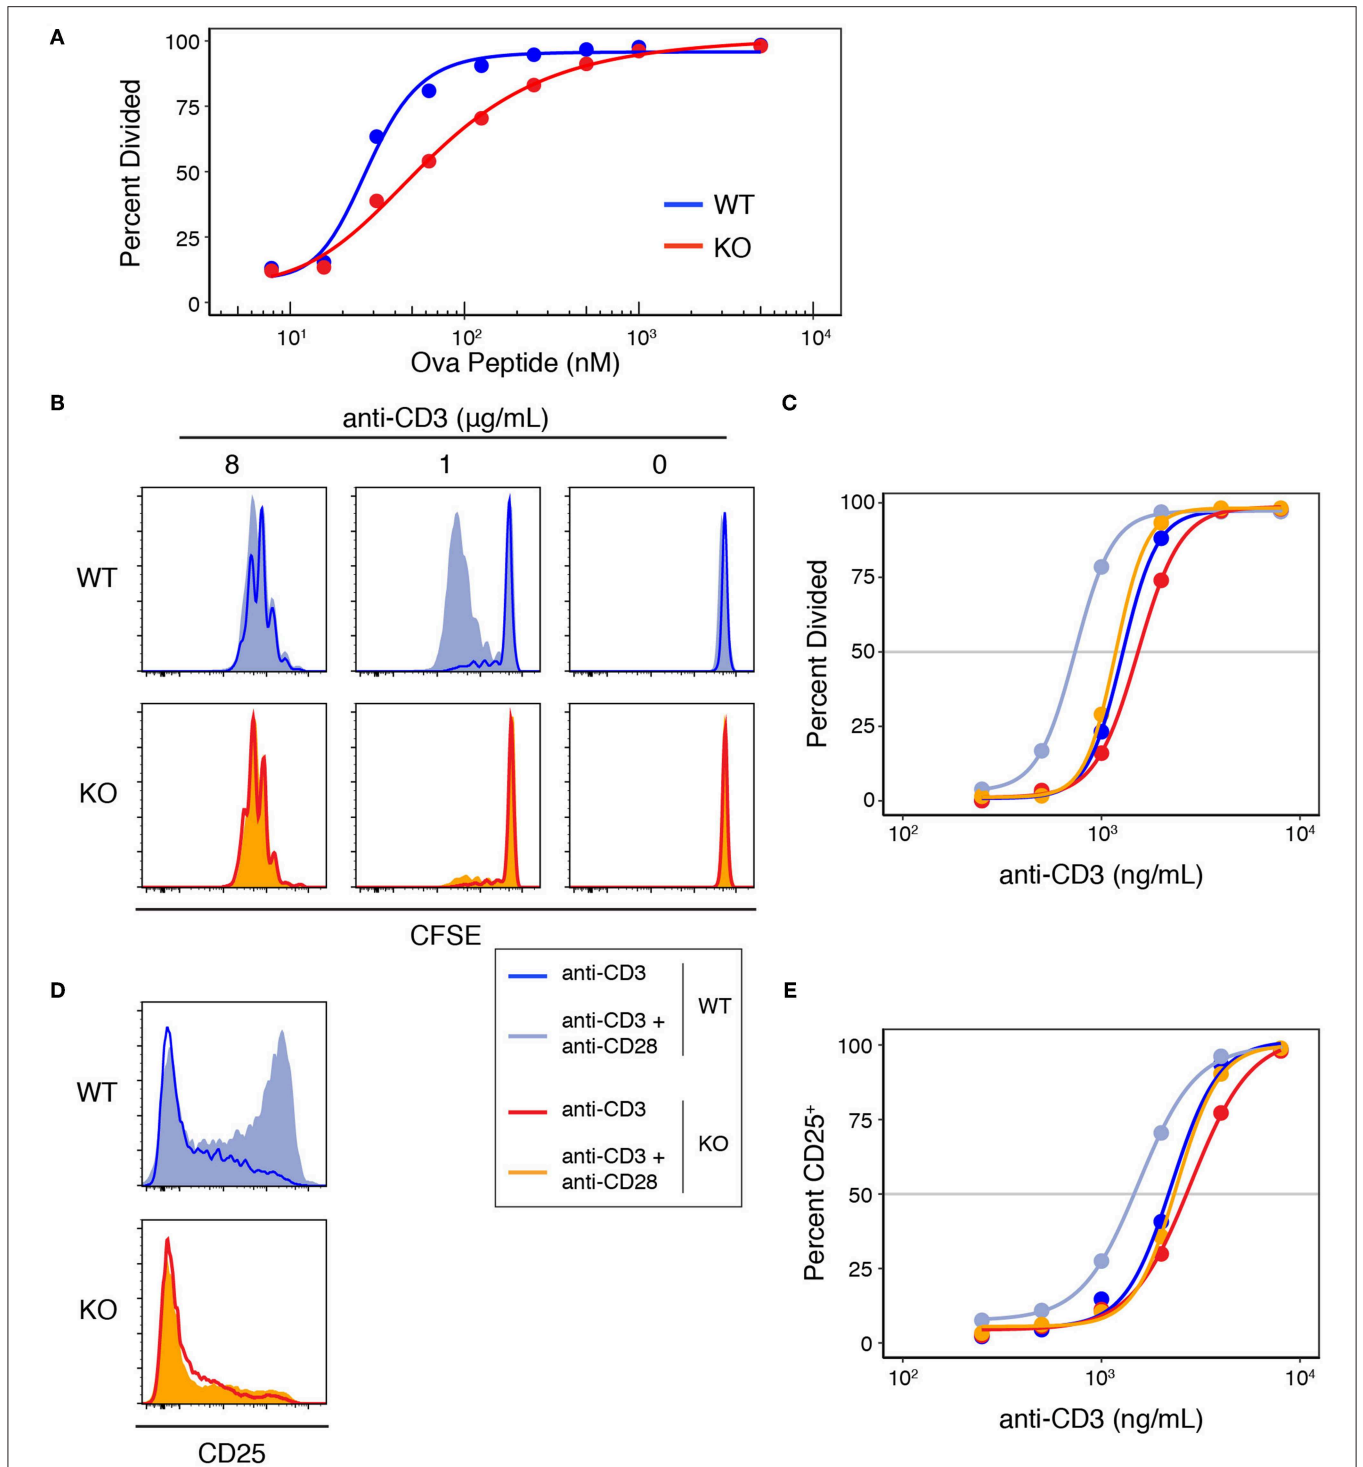 A
100
75
50
25
0
Percent Divided
WT
KO
10¹ 10² 10³ 10⁴
Ova Peptide (nM)
B
anti-CD3 (µg/mL)
8 1 0
WT
KO
CFSE
C
100
75
50
25
0
Percent Divided
10² 10³ 10⁴
anti-CD3 (ng/mL)
anti-CD3
anti-CD3 +
anti-CD28
WT
anti-CD3
anti-CD3 +
anti-CD28
KO
D
WT
KO
CD25
E
100
75
50
25
0
Percent CD25⁺
10² 10³ 10⁴
anti-CD3 (ng/mL)